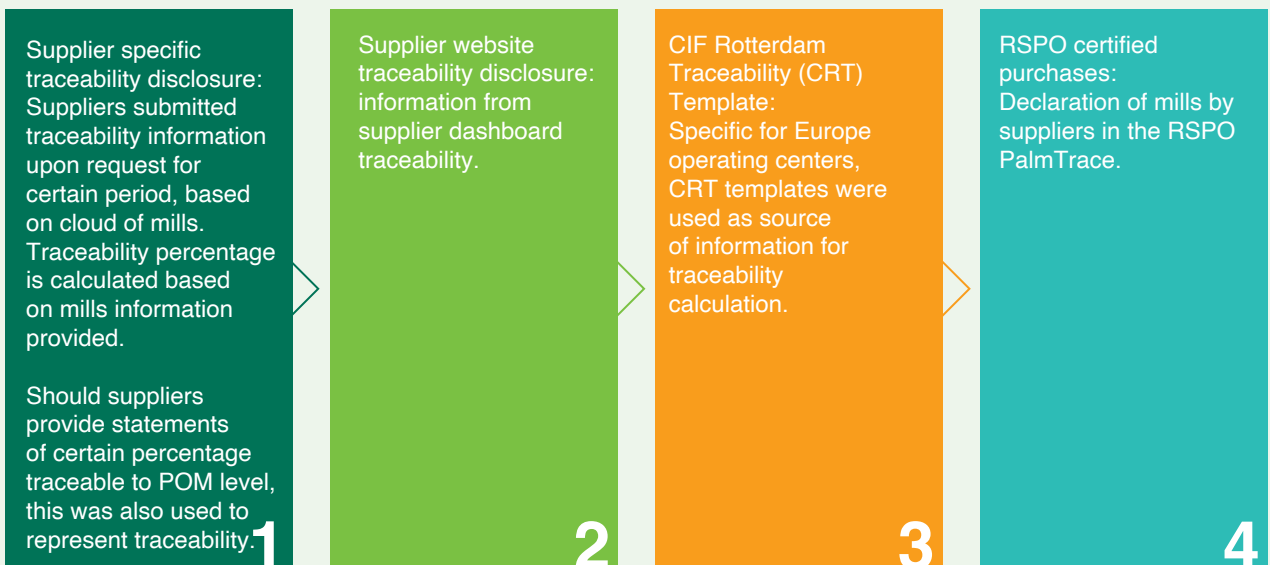 Supplier specific
traceability disclosure:
Suppliers submitted
traceability information
upon request for
certain period, based
on cloud of mills.
Traceability percentage
is calculated based
on mills information
provided.
Should suppliers
provide statements
of certain percentage
traceable to POM level,
this was also used to
represent traceability.
1
Supplier website
traceability disclosure:
information from
supplier dashboard
traceability.
2
CIF Rotterdam
Traceability (CRT)
Template:
Specific for Europe
operating centers,
CRT templates were
used as source
of information for
traceability
calculation.
3
RSPO certified
purchases:
Declaration of mills by
suppliers in the RSPO
PalmTrace.
4